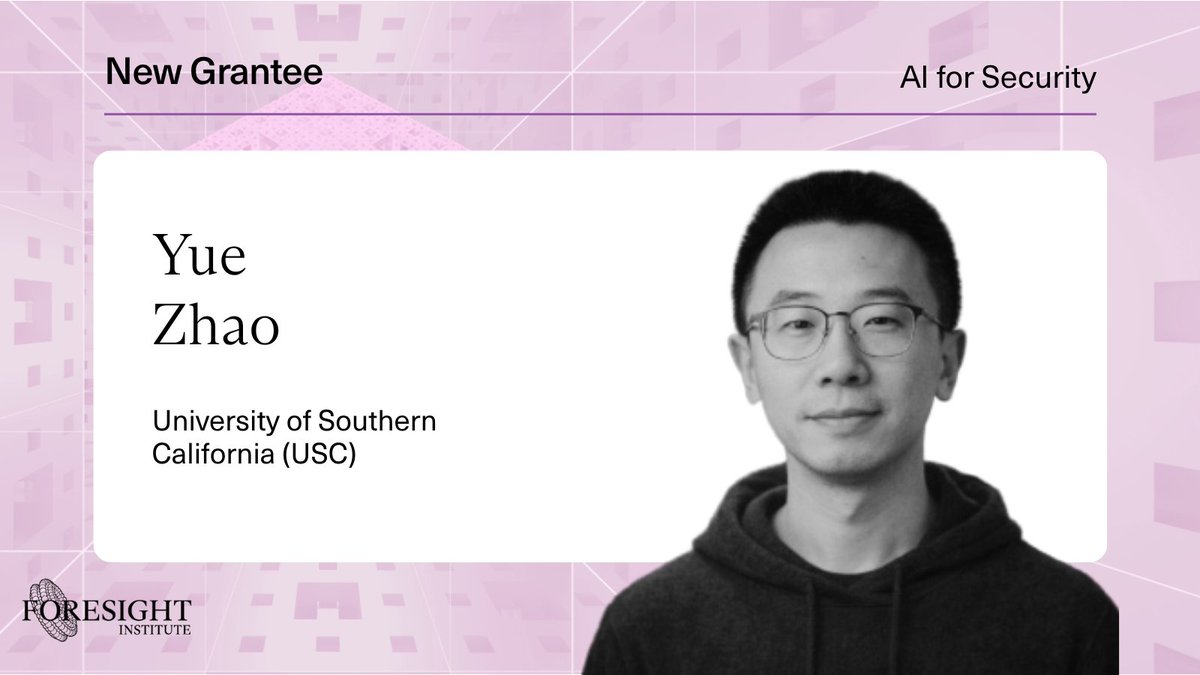 New Grantee
AI for Security
Yue
Zhao
University of Southern
California (USC)
FORESIGHT
INSTITUTE